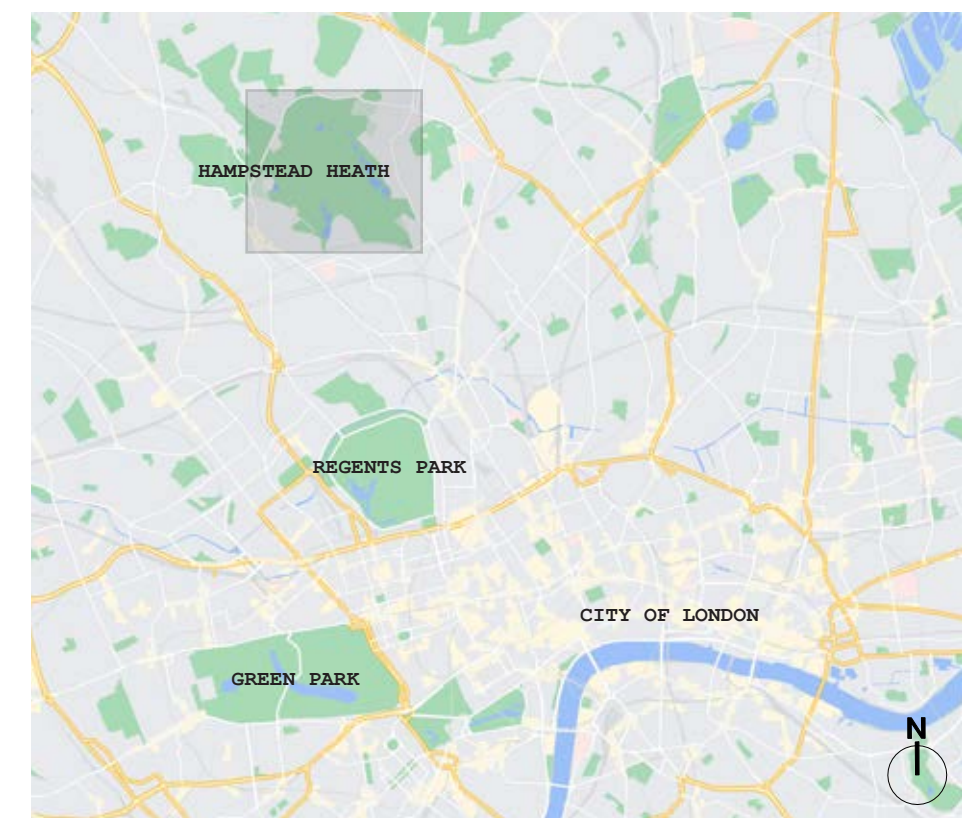 HAMPSTEAD HEATH
REGENTS PARK
CITY OF LONDON
GREEN PARK
N